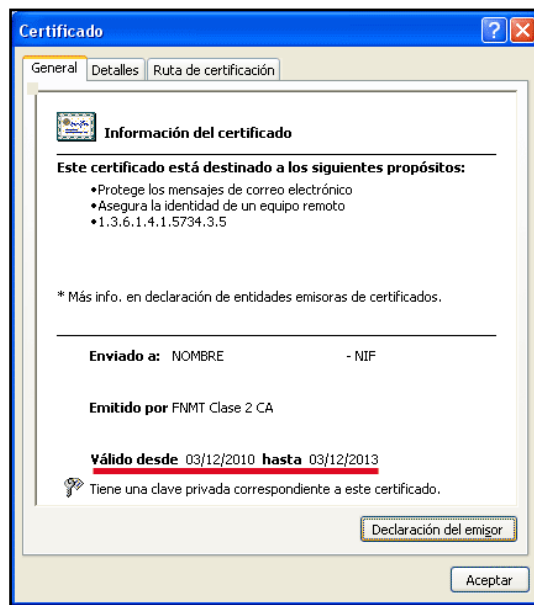 Certificado
General Detalles Ruta de certificación
Información del certificado
Este certificado está destinado a los siguientes propósitos:
•Protege los mensajes de correo electrónico
•Asegura la identidad de un equipo remoto
•1.3.6.1.4.1.5734.3.5
* Más info. en declaración de entidades emisoras de certificados.
Enviado a: NOMBRE - NIF
Emitido por FNMT Clase 2 CA
Válido desde 03/12/2010 hasta 03/12/2013
Tiene una clave privada correspondiente a este certificado.
Declaración del emisor
Aceptar